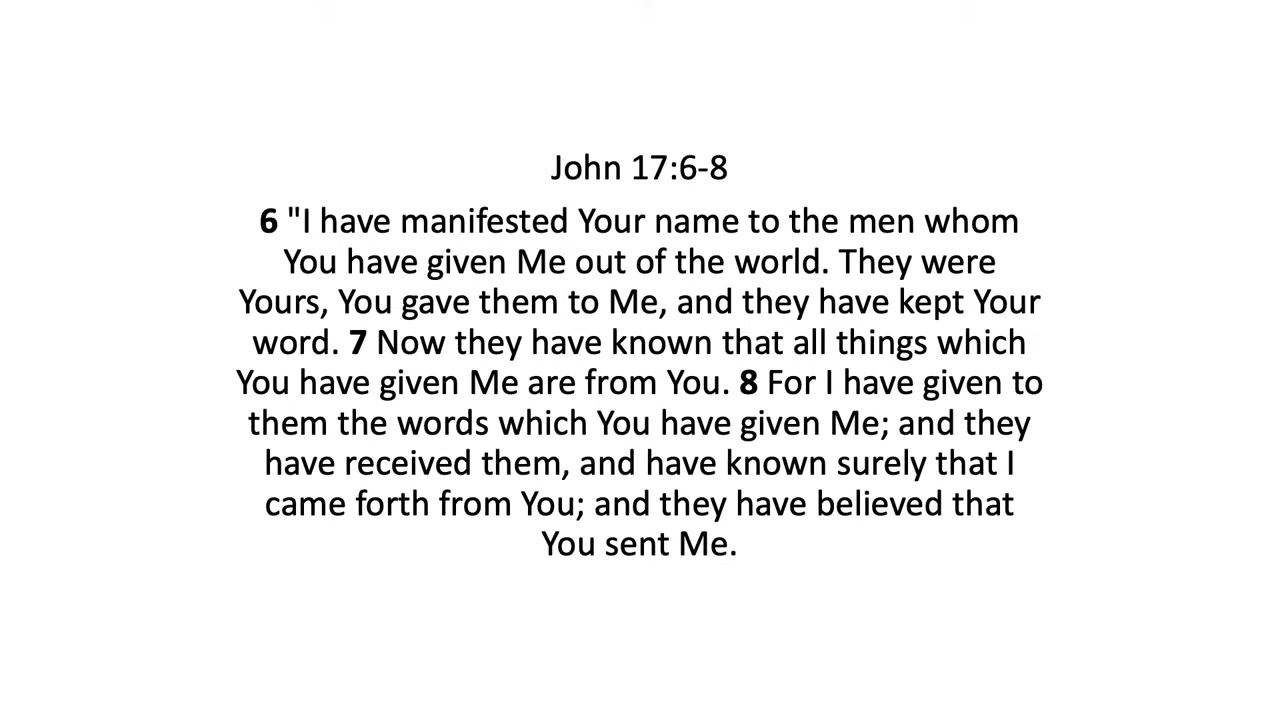 John 17:6-8
6 "I have manifested Your name to the men whom
You have given Me out of the world. They were
Yours, You gave them to Me, and they have kept Your
word. 7 Now they have known that all things which
You have given Me are from You. 8 For I have given to
them the words which You have given Me; and they
have received them, and have known surely that I
came forth from You; and they have believed that
You sent Me.